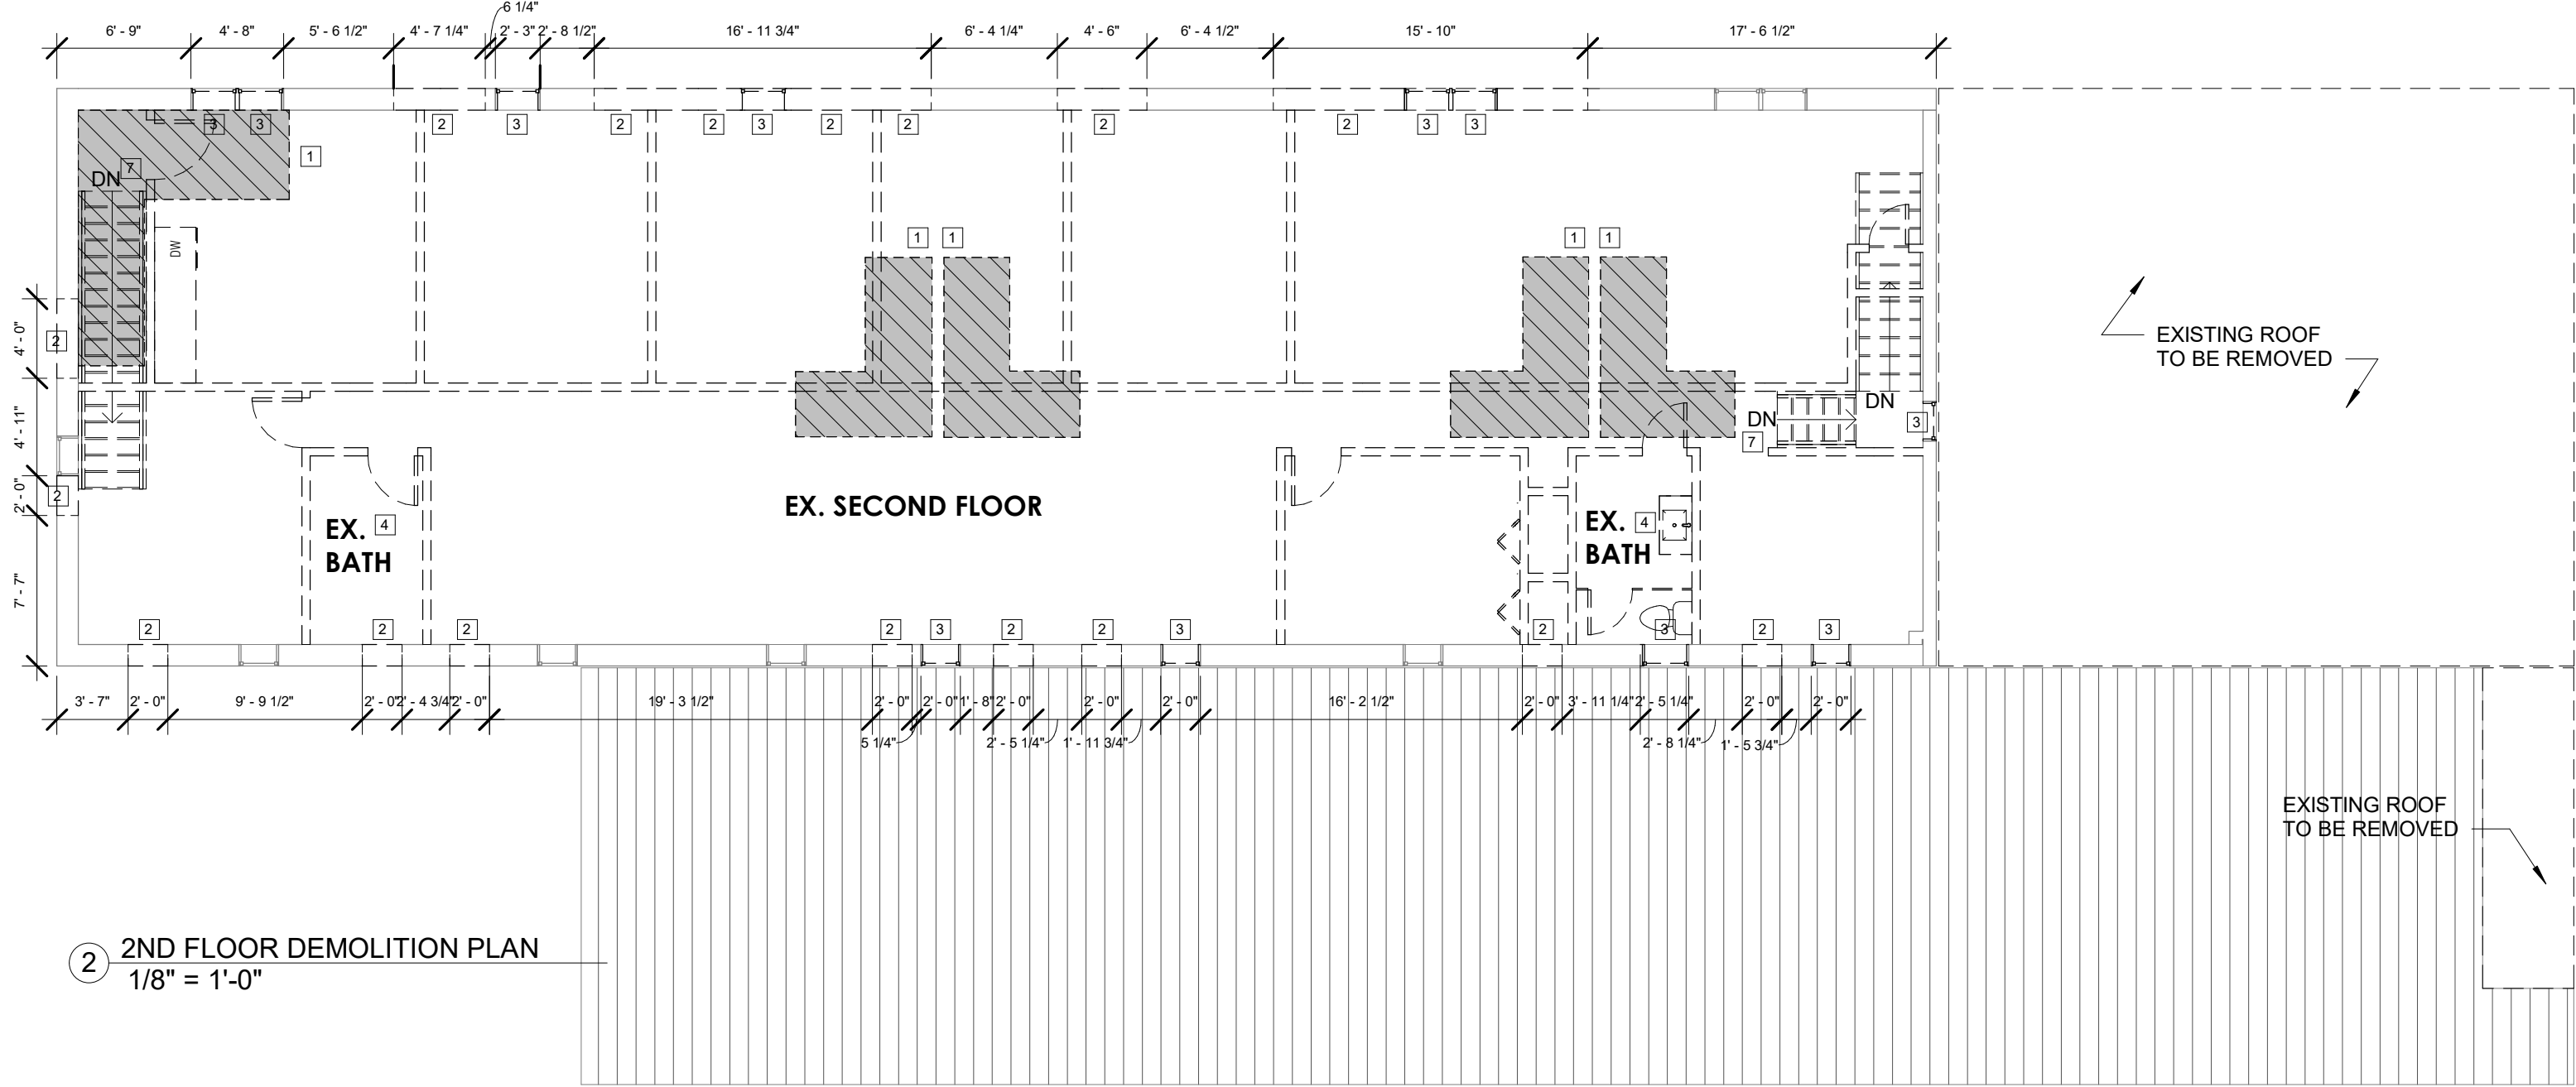 6 1/4"
6' - 9"
4' - 8"
5' - 6 1/2"
4' - 7 1/4"
2' - 3"
2' - 8 1/2"
16' - 11 3/4"
6' - 4 1/4"
4' - 6"
6' - 4 1/2"
15' - 10"
17' - 6 1/2"
3
3
2
3
2
2
3
2
2
2
2
3
3
1
7
DN
DW
1
1
1
1
2
4' - 0"
4' - 11"
2' - 0"
7' - 7"
2
EXISTING ROOF
TO BE REMOVED
DN
DN
7
3
EX. SECOND FLOOR
EX.
4
BATH
EX.
4
BATH
2
2
2
2
3
2
2
3
2
3
2
3
3' - 7"
2' - 0"
9' - 9 1/2"
2' - 0"
2' - 4 3/4"
2' - 0"
19' - 3 1/2"
2' - 0"
2' - 0"
1' - 8"
2' - 0"
2' - 0"
2' - 0"
16' - 2 1/2"
2' - 0"
3' - 11 1/4"
2' - 5 1/4"
2' - 0"
2' - 0"
5 1/4"
2' - 5 1/4"
1' - 11 3/4"
2' - 8 1/4"
1' - 5 3/4"
EXISTING ROOF
TO BE REMOVED
2
2ND FLOOR DEMOLITION PLAN
1/8" = 1'-0"